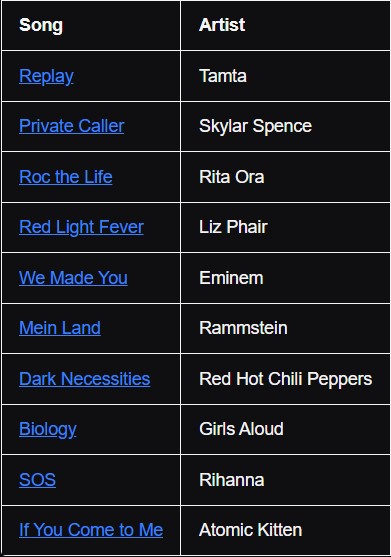 Song Artist
Replay Tamta
Private Caller Skylar Spence
Roc the Life Rita Ora
Red Light Fever Liz Phair
We Made You Eminem
Mein Land Rammstein
Dark Necessities Red Hot Chili Peppers
Biology Girls Aloud
SOS Rihanna
If You Come to Me Atomic Kitten